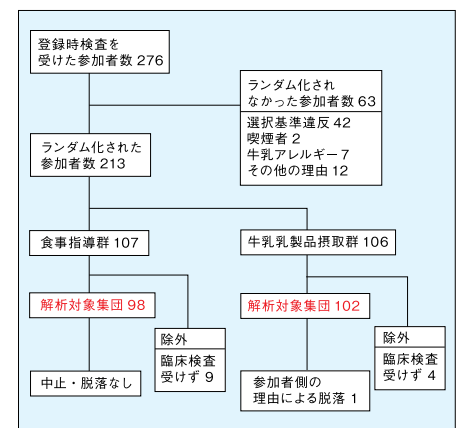 登録時検査を
受けた参加者数 276
ランダム化され
なかった参加者数 63
選択基準違反 42
喫煙者 2
牛乳アレルギー 7
その他の理由 12
ランダム化された
参加者数 213
食事指導群 107
牛乳乳製品摂取群 106
解析対象集団 98
解析対象集団 102
除外
臨床検査
受けず 9
除外
臨床検査
受けず 4
中止・脱落なし
参加者側の
理由による脱落 1